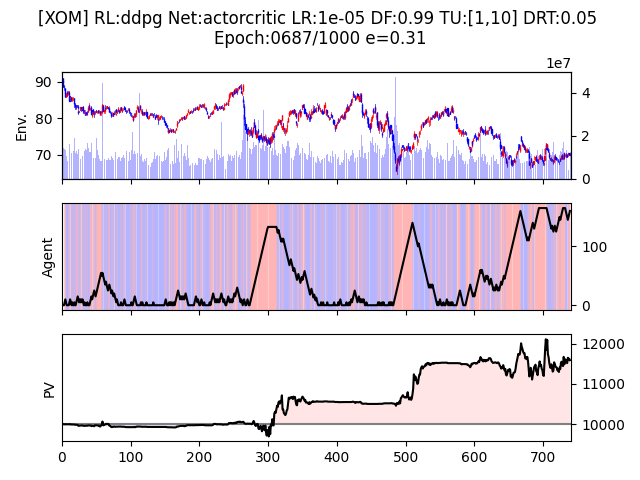 [XOM] RL:ddpg Net:actorcritic LR:1e-05 DF:0.99 TU:[1,10] DRT:0.05
Epoch:0687/1000 e=0.31
1e7
90
80
70
Env.
4
2
0
Agent
100
0
PV
12000
11000
10000
0 100 200 300 400 500 600 700